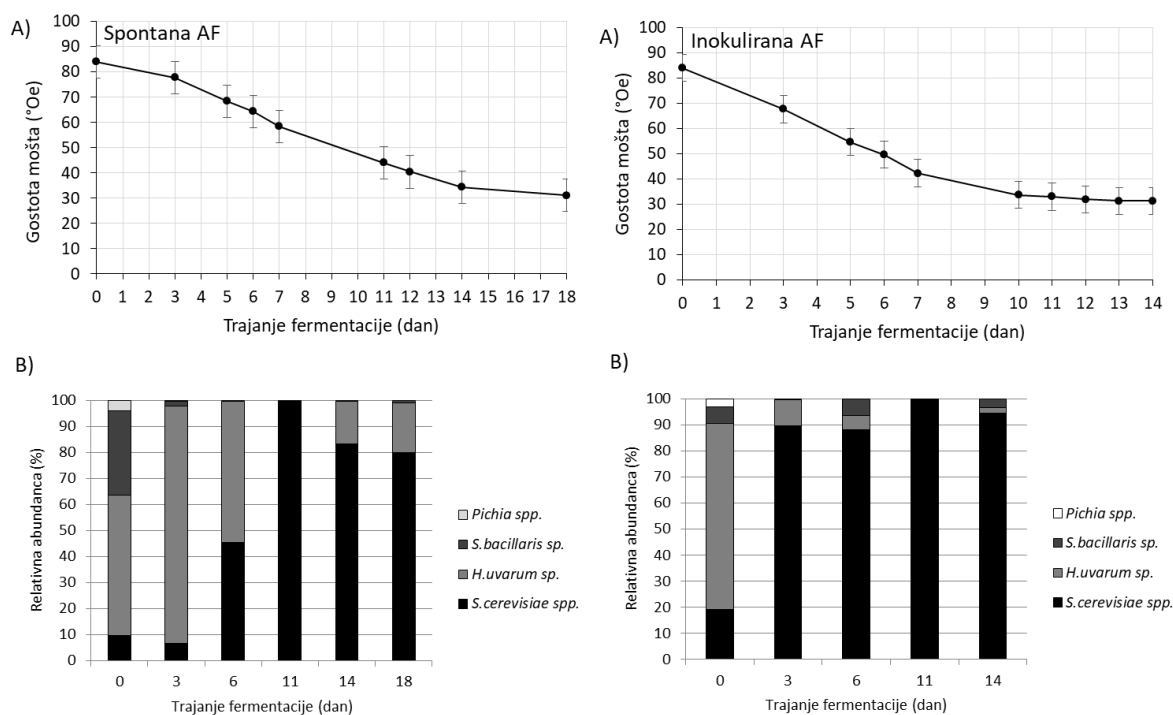 A)
Spontana AF
Gostota mošta (°Oe)
100
90
80
70
60
50
40
30
20
10
0
0 1 2 3 4 5 6 7 8 9 10 11 12 13 14 15 16 17 18
Trajanje fermentacije (dan)
A)
Inokulirana AF
Gostota mošta (°Oe)
100
90
80
70
60
50
40
30
20
10
0
0 1 2 3 4 5 6 7 8 9 10 11 12 13 14
Trajanje fermentacije (dan)
B)
Relativna abundanca (%)
100
90
80
70
60
50
40
30
20
10
0
0 3 6 11 14 18
Trajanje fermentacije (dan)
Pichia spp.
S.bacillaris sp.
H.uvarum sp.
S.cerevisiae spp.
B)
Relativna abundanca (%)
100
90
80
70
60
50
40
30
20
10
0
0 3 6 11 14
Trajanje fermentacije (dan)
Pichia spp.
S.bacillaris sp.
H.uvarum sp.
S.cerevisiae spp.